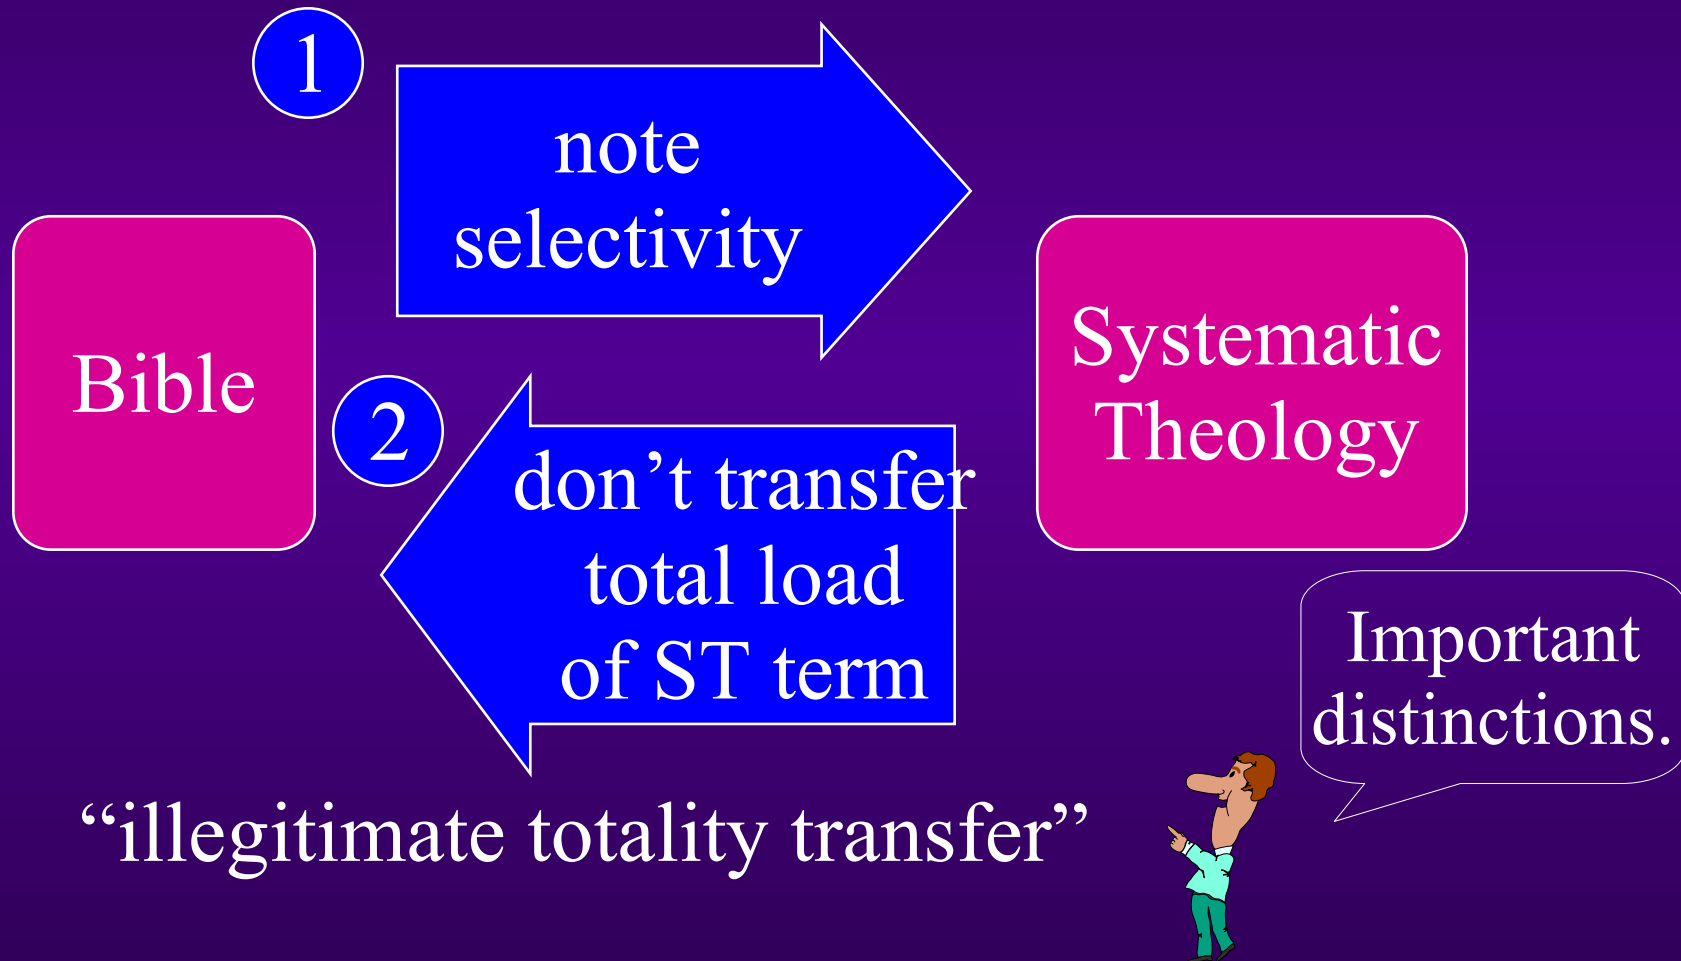 1
note
selectivity
Bible
Systematic
Theology
2
don’t transfer
total load
of ST term
Important
distinctions.
“illegitimate totality transfer”